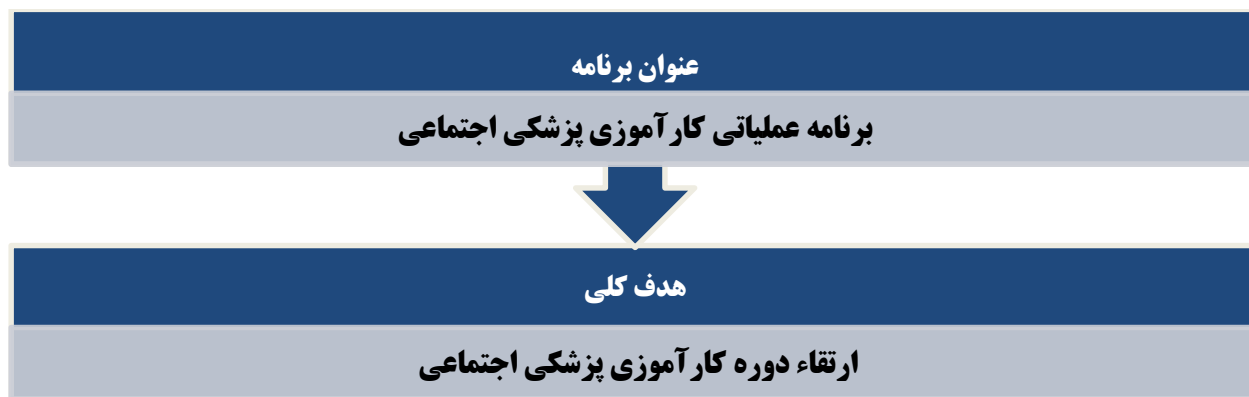 عنوان برنامه
برنامه عملیاتی کارآموزی پزشکی اجتماعی
هدف کلی
ارتقاء دوره کارآموزی پزشکی اجتماعی